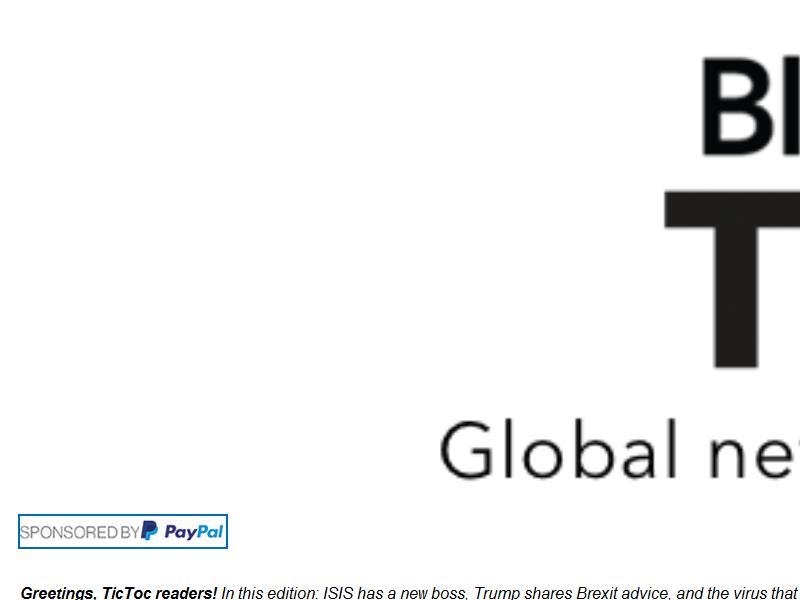 Bl
T
Global ne
SPONSORED BY PayPal
Greetings, TicToc readers! In this edition: ISIS has a new boss, Trump shares Brexit advice, and the virus that